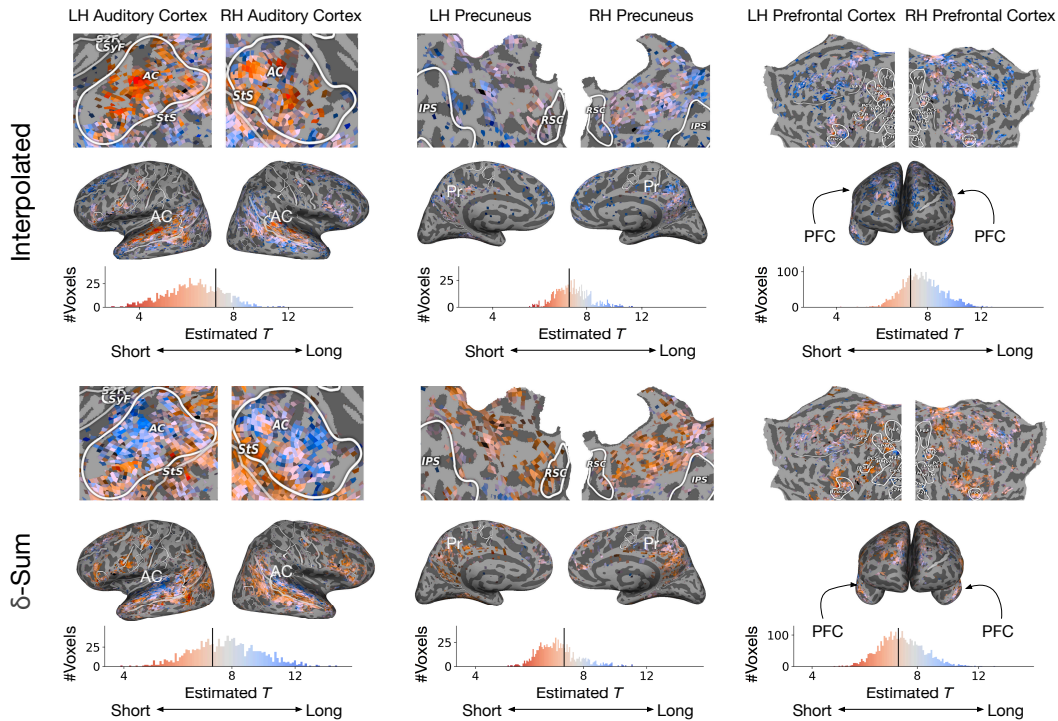 LH Auditory Cortex RH Auditory Cortex LH Precuneus RH Precuneus LH Prefrontal Cortex RH Prefrontal Cortex
Interpolated
S2F
SyF
AC
StS
AC
StS
IPS
RSC
RSC
IPS
AC AC Pr Pr
PFC PFC
#Voxels 25 0 4 12
Estimated T
Short Long
#Voxels 25 0 4 8 12
Estimated T
Short Long
#Voxels 100 0 4 8 12
Estimated T
Short Long
δ-Sum
SyF
AC
StS
AC
StS
IPS
RSC
RSC
IPS
Broca
AC AC Pr Pr
PFC PFC
#Voxels 25 0 4 8 12
Estimated T
Short Long
#Voxels 25 0 4 8 12
Estimated T
Short Long
#Voxels 100 0 4 8 12
Estimated T
Short Long